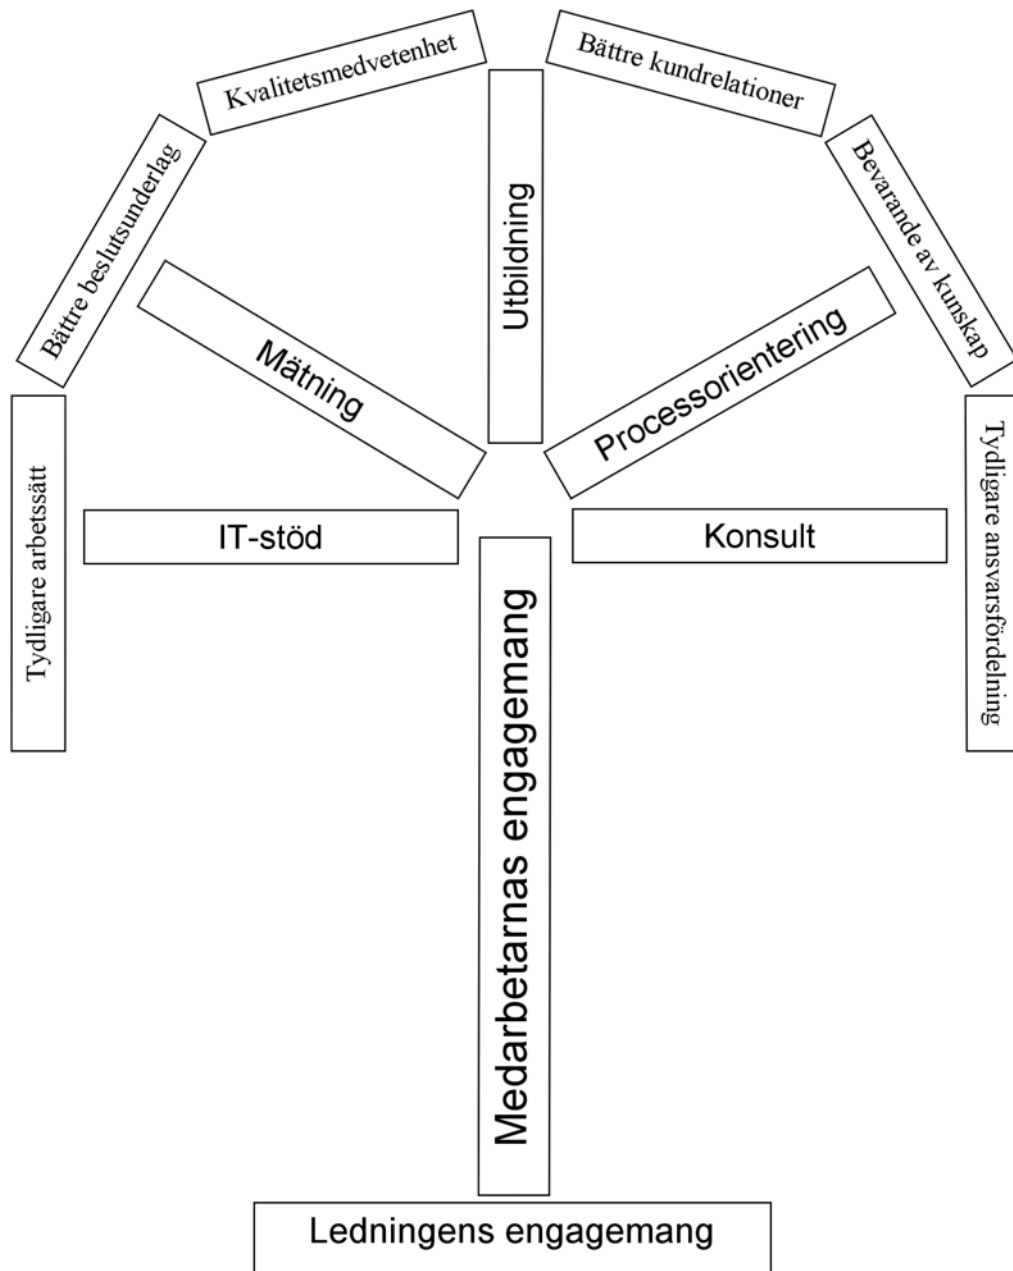 Kvalitetsmedvetenhet
Bättre kundrelationer
Bättre beslutsunderlag
Bevarande av kunskap
Utbildning
Mätning
Processorientering
Tydligare arbetssätt
IT-stöd
Konsult
Tydligare ansvarsfördelning
Medarbetarnas engagemang
Ledningens engagemang